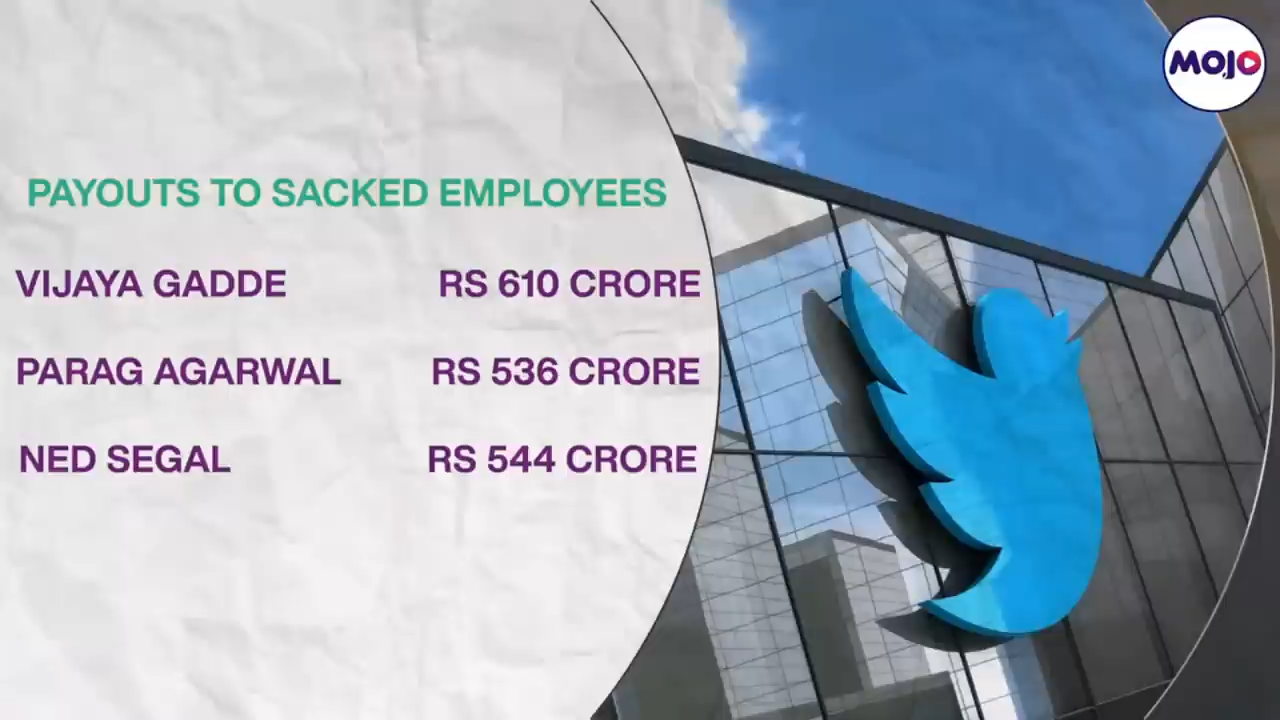 MOJO
PAYOUTS TO SACKED EMPLOYEES
VIJAYA GADDE RS 610 CRORE
PARAG AGARWAL RS 536 CRORE
NED SEGAL RS 544 CRORE